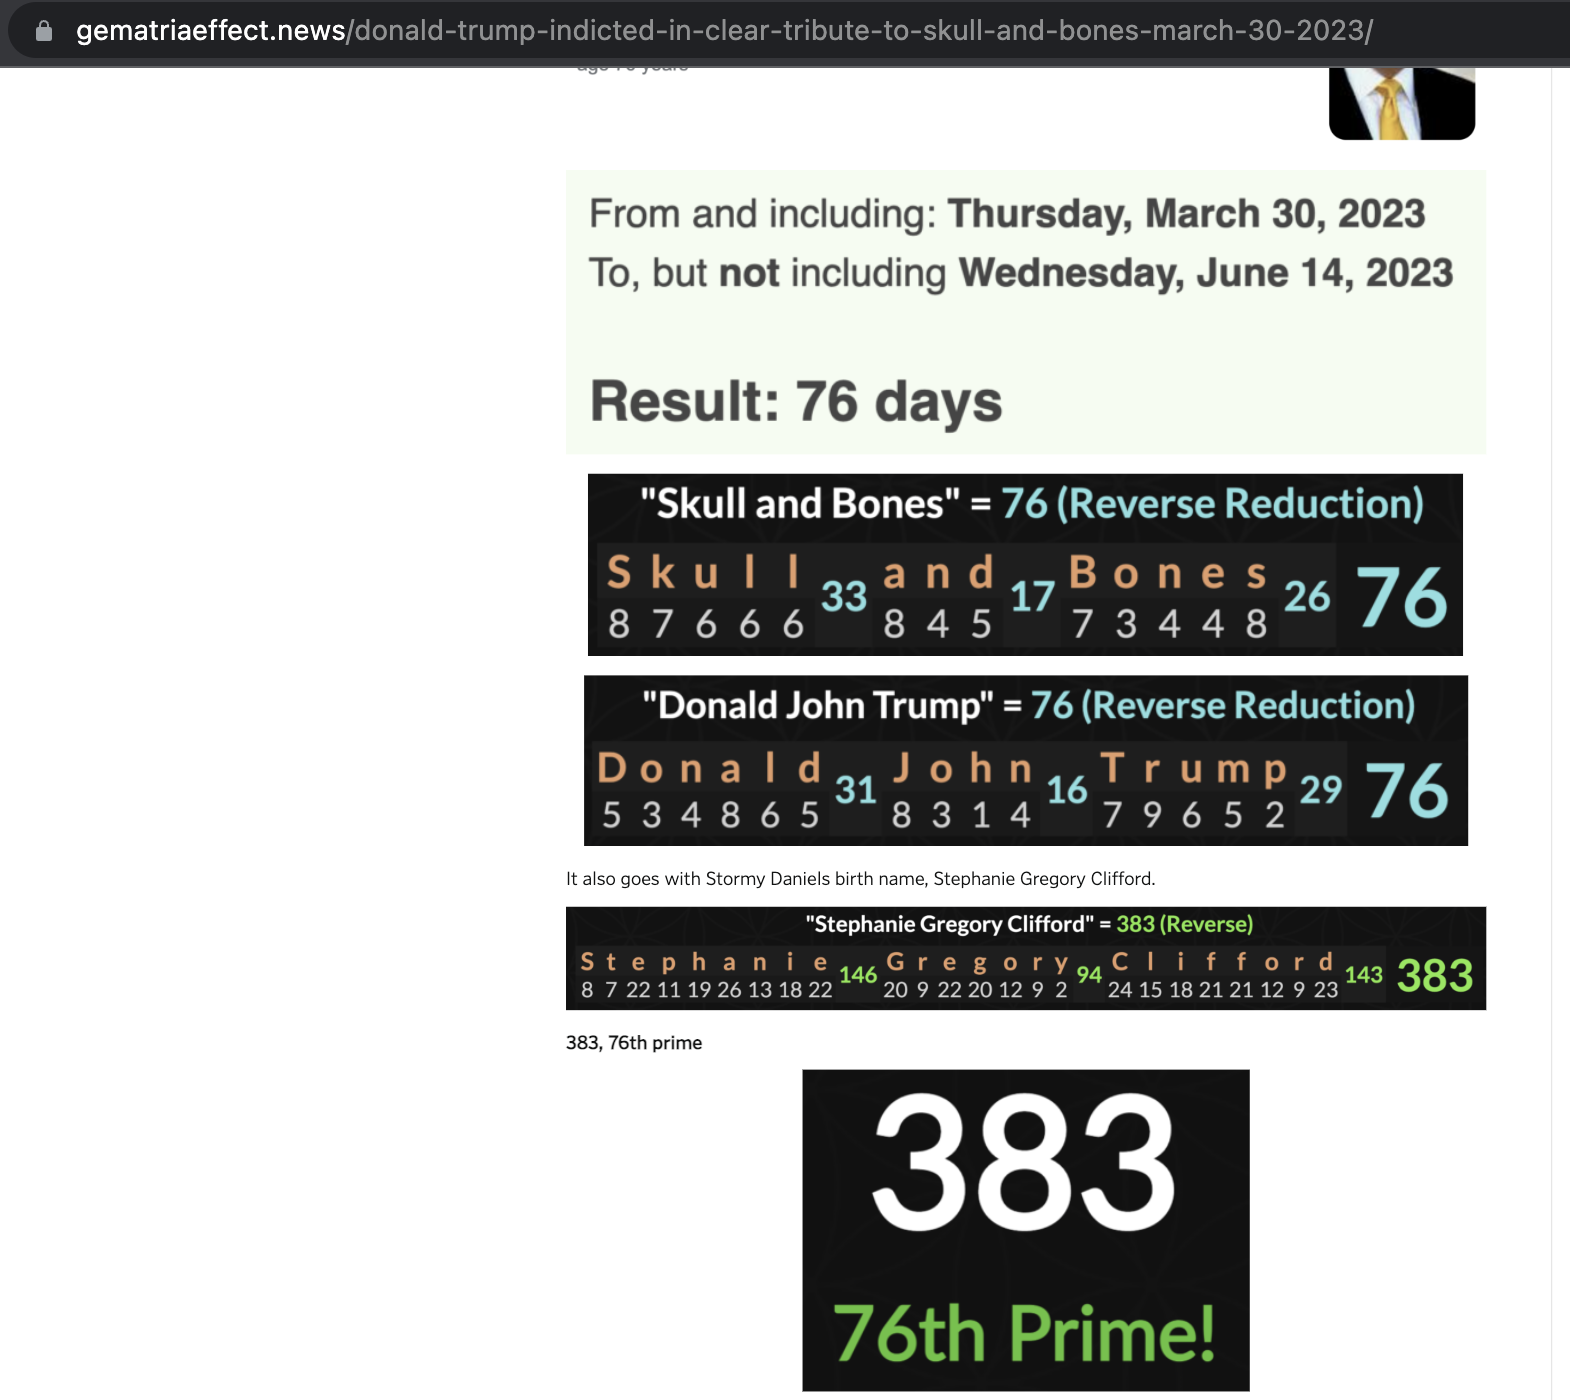 gematriaeffect.news/donald-trump-indicted-in-clear-tribute-to-skull-and-bones-march-30-2023/
From and including: Thursday, March 30, 2023
To, but not including Wednesday, June 14, 2023
Result: 76 days
"Skull and Bones" = 76 (Reverse Reduction)
S k u l l 33 a n d 17 B o n e s 26 76
8 7 6 6 6 8 4 5 7 3 4 4 8
"Donald John Trump" = 76 (Reverse Reduction)
D o n a l d 31 J o h n 16 T r u m p 29 76
5 3 4 8 6 5 8 3 1 4 7 9 6 5 2
It also goes with Stormy Daniels birth name, Stephanie Gregory Clifford.
"Stephanie Gregory Clifford" = 383 (Reverse)
S t e p h a n i e 146 G r e g o r y 94 C l i f f o r d 143 383
8 7 22 11 19 26 13 18 22 20 9 22 20 12 9 2 24 15 18 21 21 12 9 23
383, 76th prime
383
76th Prime!